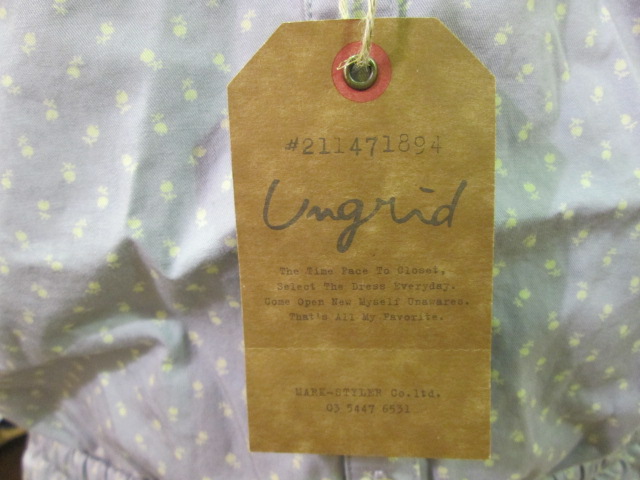 #211471894
Ungrid
The Time Face To Closet,
Select The Dress Everyday.
Come Open New Myself Unawares.
That's All My Favorite.
MARK-STYLER Co.ltd.
03 5447 6531